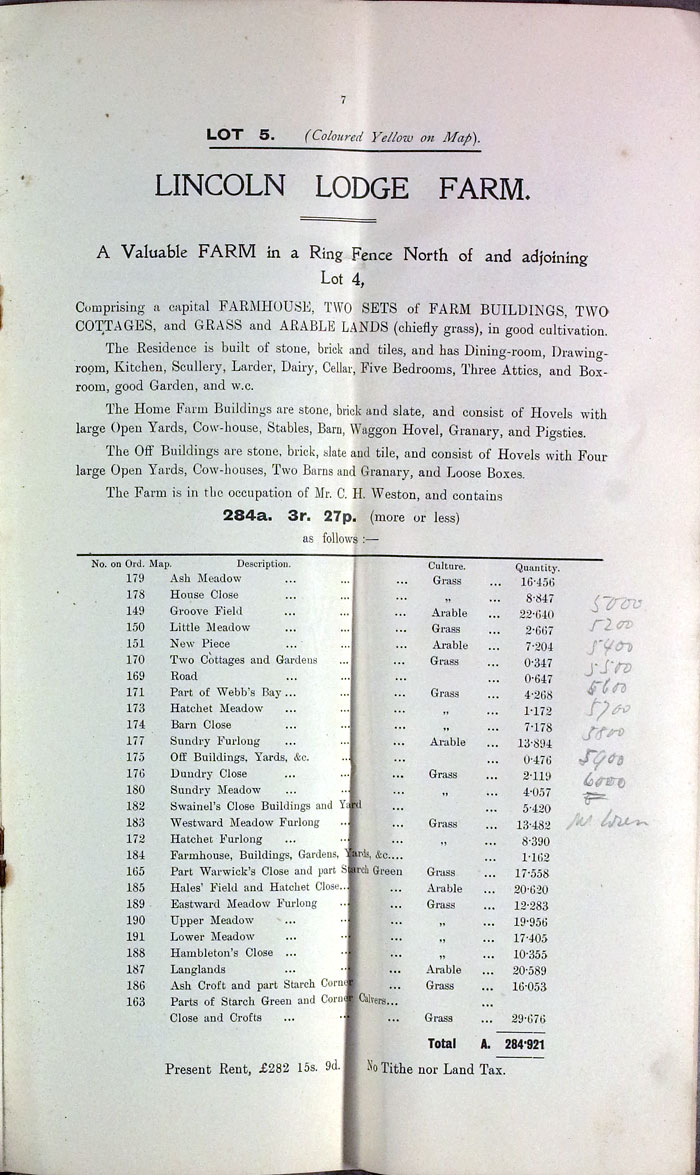 7
LOT 5. (Coloured Yellow on Map).
LINCOLN LODGE FARM.
A Valuable FARM in a Ring Fence North of and adjoining
Lot 4,
Comprising a capital FARMHOUSE, TWO SETS of FARM BUILDINGS, TWO
COTTAGES, and GRASS and ARABLE LANDS (chiefly grass), in good cultivation.
The Residence is built of stone, brick and tiles, and has Dining-room, Drawing-
room, Kitchen, Scullery, Larder, Dairy, Cellar, Five Bedrooms, Three Attics, and Box-
room, good Garden, and w.c.
The Home Farm Buildings are stone, brick and slate, and consist of Hovels with
large Open Yards, Cow-house, Stables, Barn, Waggon Hovel, Granary, and Pigsties.
The Off Buildings are stone, brick, slate and tile, and consist of Hovels with Four
large Open Yards, Cow-houses, Two Barns and Granary, and Loose Boxes.
The Farm is in the occupation of Mr. C. H. Weston, and contains
284a. 3r. 27p. (more or less)
as follows :—
No. on Ord. Map. Description. Culture. Quantity.
179 Ash Meadow ... ... ... Grass ... 16·456
178 House Close ... ... ... „ ... 8·847
149 Groove Field ... ... ... Arable ... 22·640 5000
150 Little Meadow ... ... ... Grass ... 2·667 5200
151 New Piece ... ... ... Arable ... 7·204 5400
170 Two Cottages and Gardens ... ... Grass ... 0·347 5500
169 Road ... ... ... ... 0·647
171 Part of Webb's Bay ... ... ... Grass ... 4·268 5600
173 Hatchet Meadow ... ... ... „ ... 1·172 5700
174 Barn Close ... ... ... „ ... 7·178 5800
177 Sundry Furlong ... ... ... Arable ... 13·894
175 Off Buildings, Yards, &c. ... ... ... 0·476 5900
176 Dundry Close ... ... ... Grass ... 2·119 6000
180 Sundry Meadow ... ... ... „ ... 4·057
182 Swainel's Close Buildings and Yard ... ... 5·420
183 Westward Meadow Furlong ... ... Grass ... 13·482 Mr Wren
172 Hatchet Furlong ... ... ... „ ... 8·390
184 Farmhouse, Buildings, Gardens, Yards, &c.... ... 1·162
165 Part Warwick's Close and part Starch Green Grass ... 17·558
185 Hales' Field and Hatchet Close... ... Arable ... 20·620
189 Eastward Meadow Furlong ... ... Grass ... 12·283
190 Upper Meadow ... ... ... „ ... 19·956
191 Lower Meadow ... ... ... „ ... 17·405
188 Hambleton's Close ... ... ... „ ... 10·355
187 Langlands ... ... ... Arable ... 20·589
186 Ash Croft and part Starch Corner ... Grass ... 16·053
163 Parts of Starch Green and Corner Calvers... ...
Close and Crofts ... ... ... Grass ... 29·676
Total A. 284·921
Present Rent, £282 15s. 9d. No Tithe nor Land Tax.